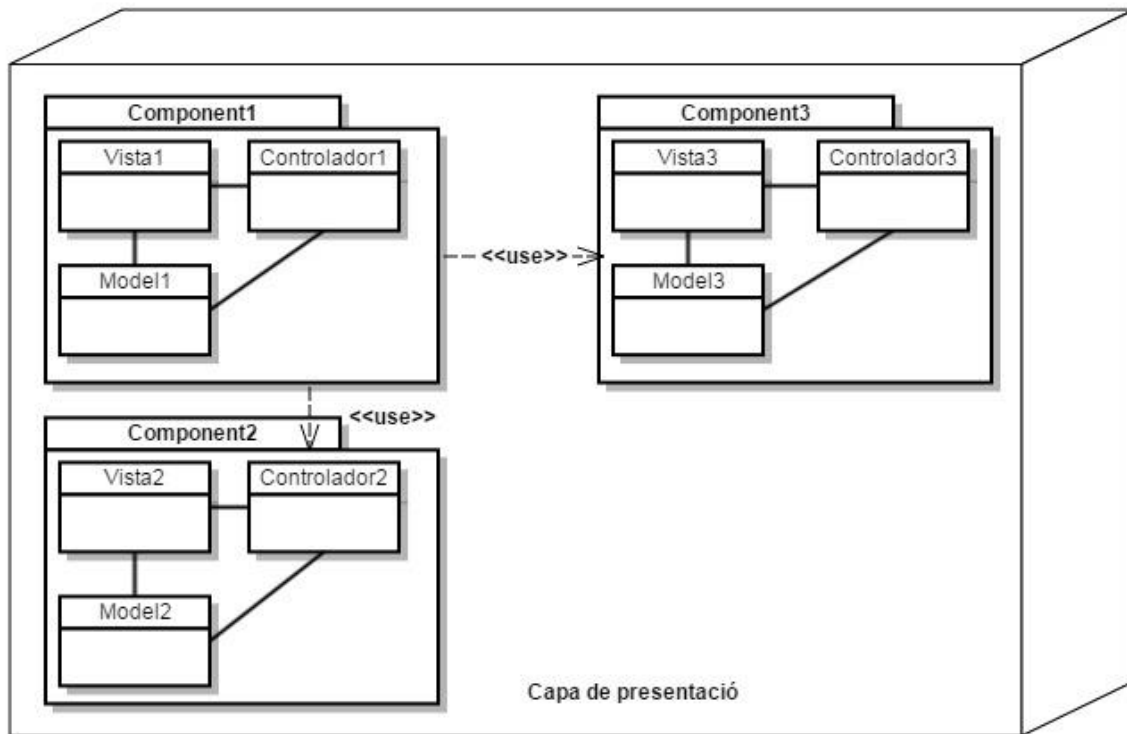 Component1
Vista1
Controlador1
Model1
<<use>>
Component3
Vista3
Controlador3
Model3
<<use>>
Component2
Vista2
Controlador2
Model2
Capa de presentació